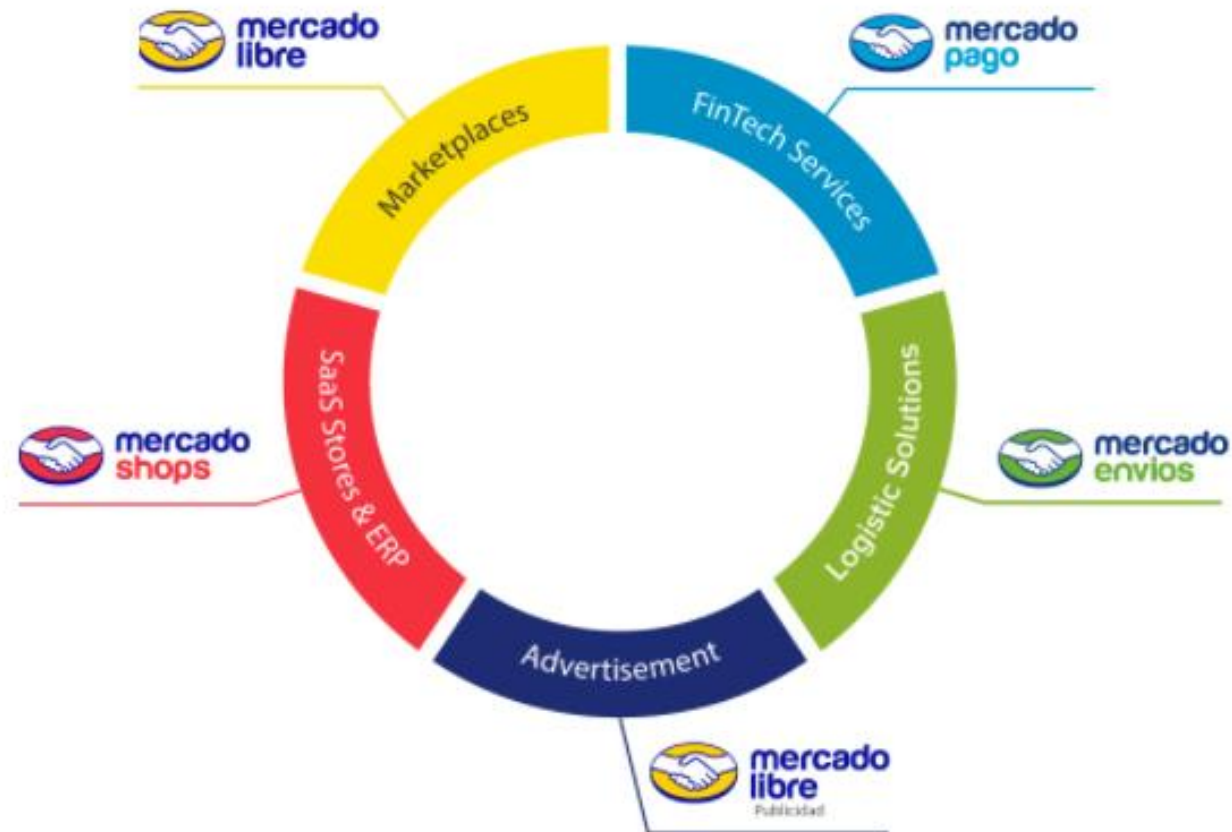 mercado
libre
mercado
pago
Marketplaces
FinTech Services
SaaS Stores & ERP
Logistic Solutions
mercado
shops
mercado
envios
Advertisement
mercado
libre
Publicidad